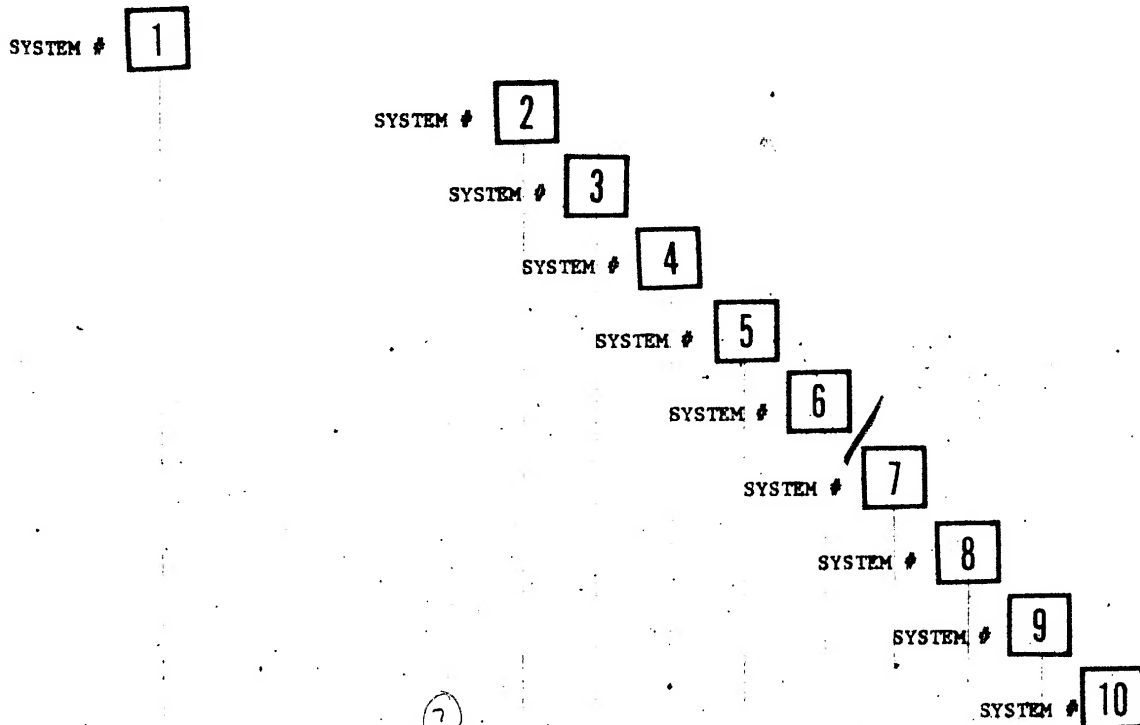 SYSTEM # 1
SYSTEM # 2
SYSTEM # 3
SYSTEM # 4
SYSTEM # 5
SYSTEM # 6
SYSTEM # 7
SYSTEM # 8
SYSTEM # 9
SYSTEM # 10